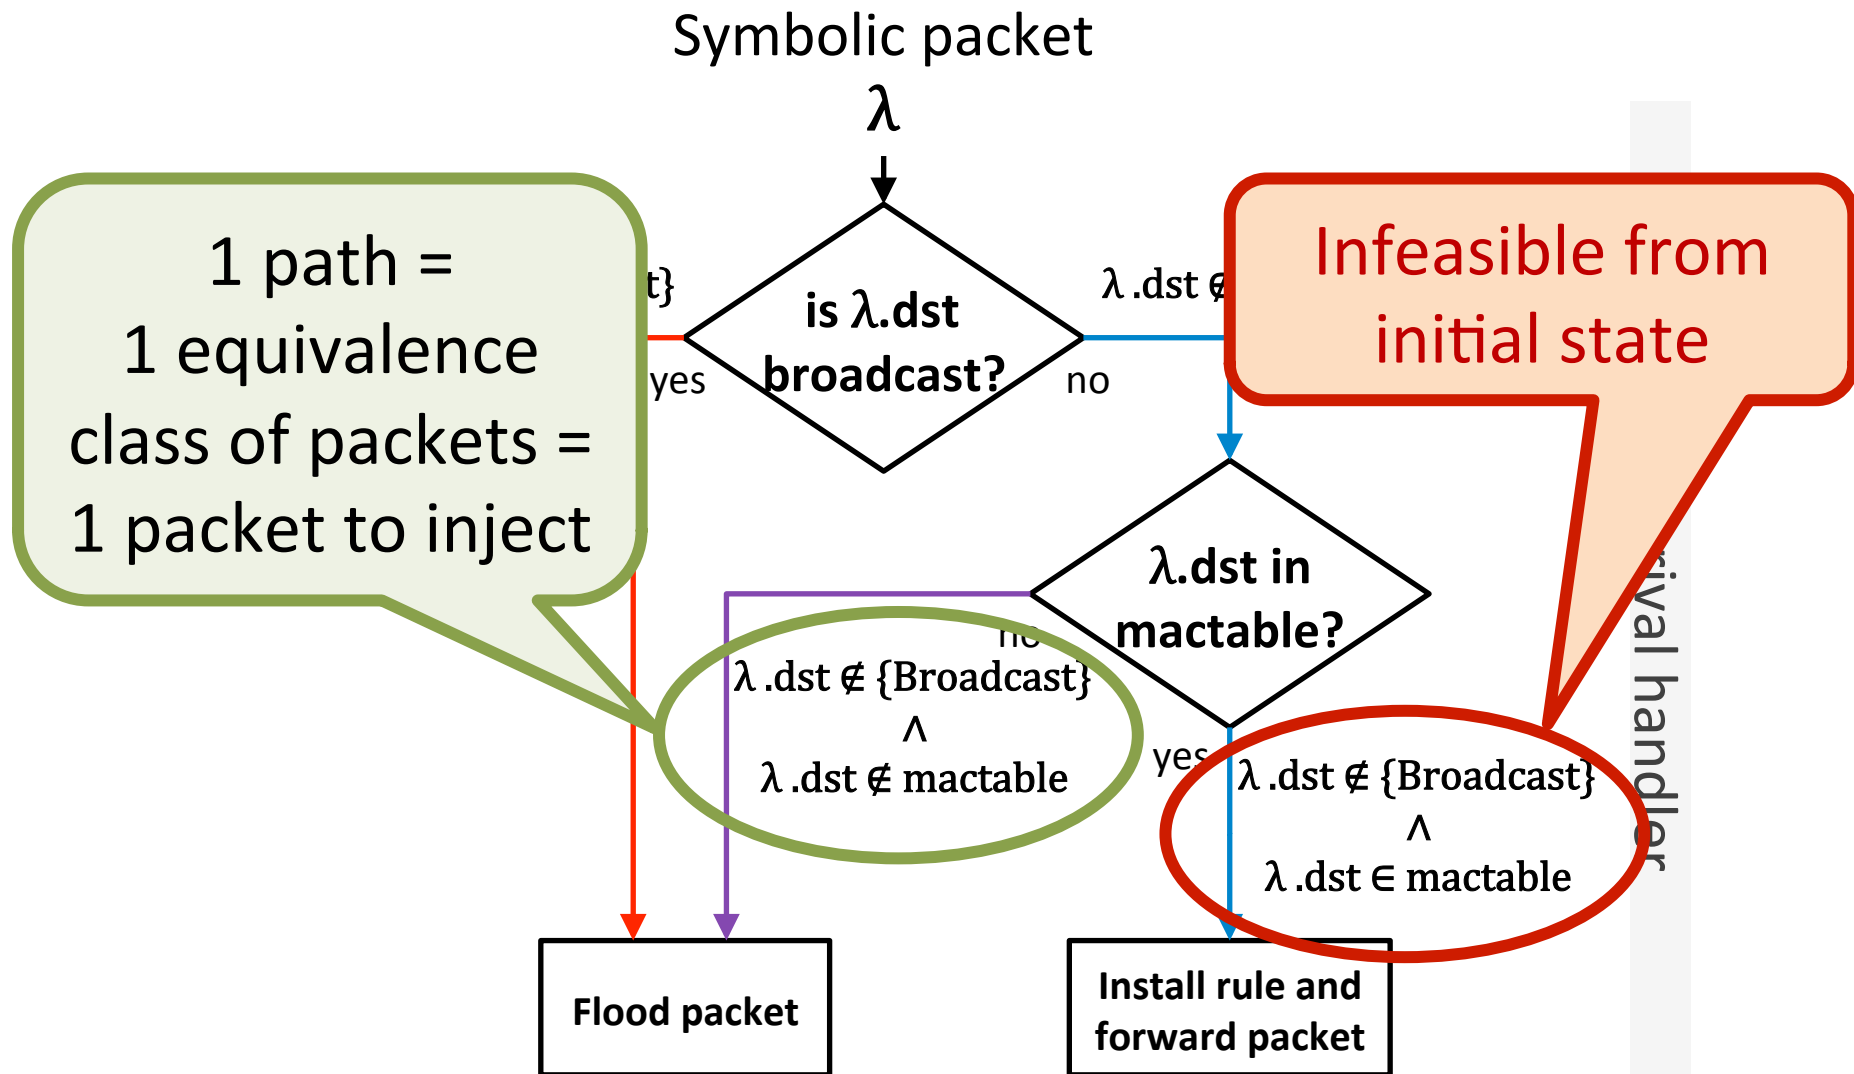 Symbolic packet
λ
1 path =
1 equivalence
class of packets =
1 packet to inject
t}
is λ.dst
broadcast?
yes
no
λ .dst ∉
Infeasible from
initial state
λ.dst in
mactable?
no
λ .dst ∉ {Broadcast}
∧
λ .dst ∉ mactable
yes
λ .dst ∉ {Broadcast}
∧
λ .dst ∈ mactable
handler
Flood packet
Install rule and
forward packet